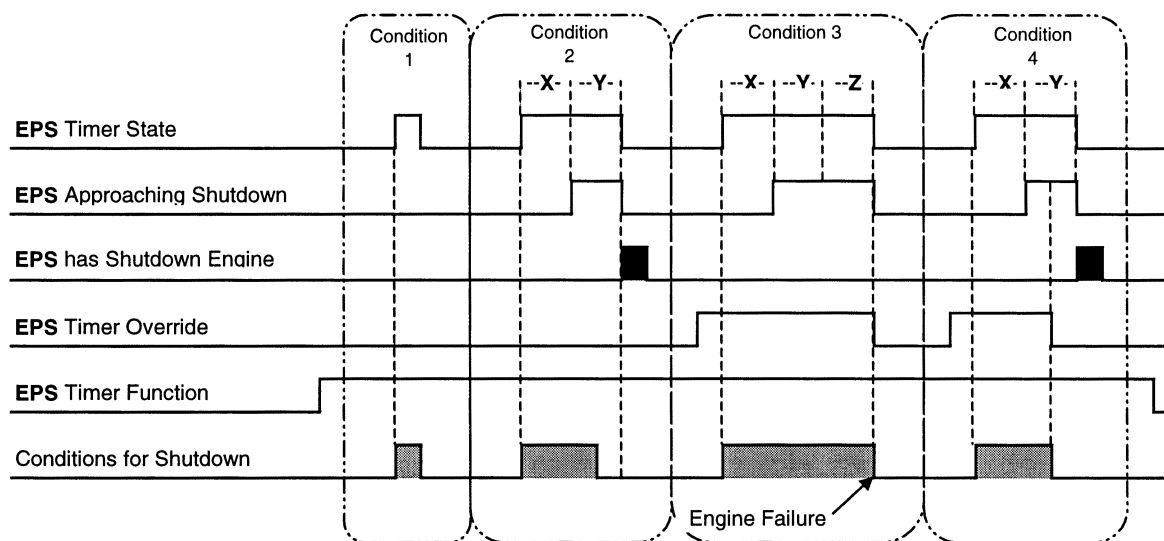 Condition
1
Condition
2
Condition 3
Condition
4
--X-
--Y-
--X-
--Y-
--Z-
--X-
--Y-
EPS Timer State
EPS Approaching Shutdown
EPS has Shutdown Engine
EPS Timer Override
EPS Timer Function
Conditions for Shutdown
Engine Failure